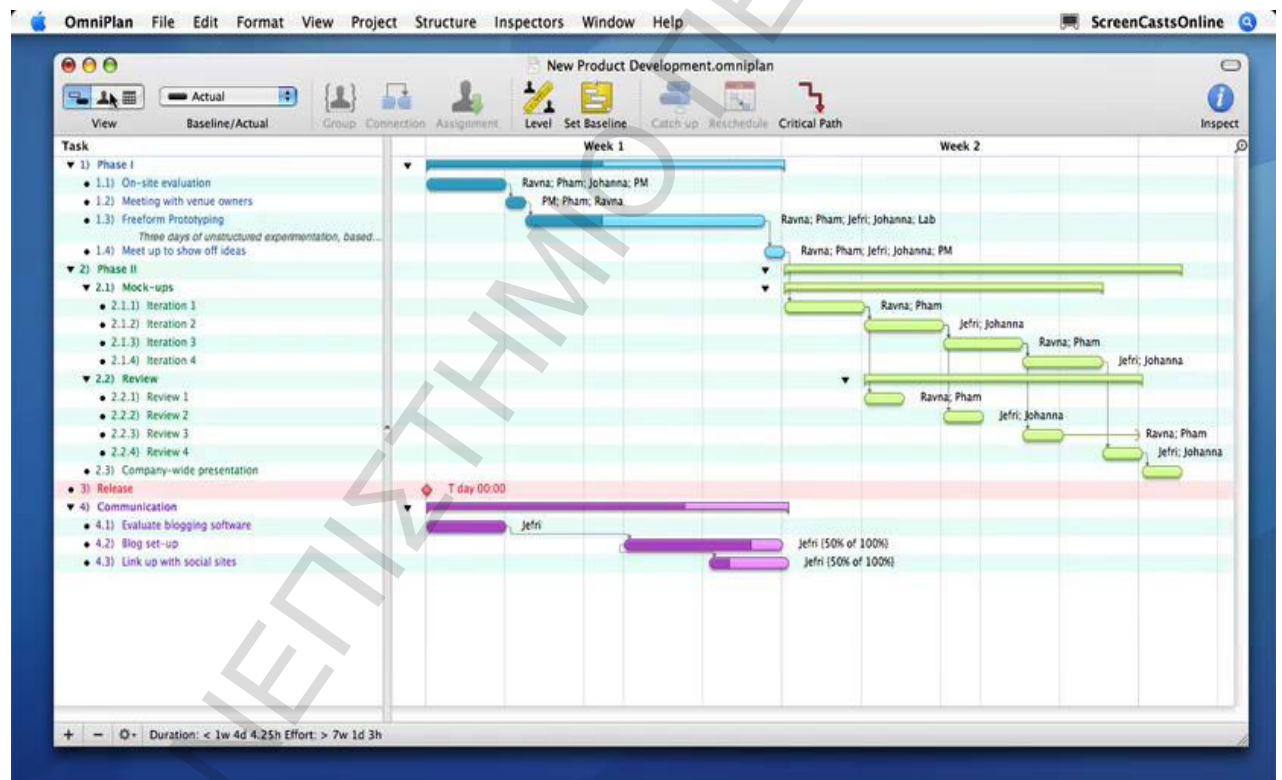 OmniPlan File Edit Format View Project Structure Inspectors Window Help ScreenCastsOnline
New Product Development.omniplan
Actual
View Baseline/Actual Group Connection Assignment Level Set Baseline Catch up Reschedule Critical Path Inspect
Task Week 1 Week 2
1) Phase I
1.1) On-site evaluation Ravna; Pham; Johanna; PM
1.2) Meeting with venue owners PM; Pham; Ravna
1.3) Freeform Prototyping Ravna; Pham; Jefri; Johanna; Lab
Three days of unstructured experimentation, based...
1.4) Meet up to show off ideas Ravna; Pham; Jefri; Johanna; PM
2) Phase II
2.1) Mock-ups
2.1.1) Iteration 1 Ravna; Pham
2.1.2) Iteration 2 Jefri; Johanna
2.1.3) Iteration 3 Ravna; Pham
2.1.4) Iteration 4 Jefri; Johanna
2.2) Review
2.2.1) Review 1 Ravna; Pham
2.2.2) Review 2 Jefri; Johanna
2.2.3) Review 3 Ravna; Pham
2.2.4) Review 4 Jefri; Johanna
2.3) Company-wide presentation
3) Release T day 00:00
4) Communication
4.1) Evaluate blogging software Jefri
4.2) Blog set-up Jefri {50% of 100%}
4.3) Link up with social sites Jefri {50% of 100%}
Duration: < 1w 4d 4.25h Effort: > 7w 1d 3h
ΝΕΠΙΣΤΗΜΙΟ ΠΕ